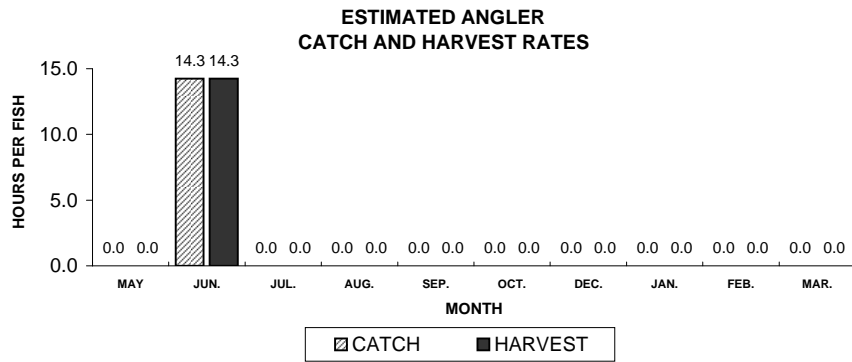 ESTIMATED ANGLER
CATCH AND HARVEST RATES
14.3 14.3
15.0
10.0
5.0
0.0
HOURS PER FISH
0.0 0.0 0.0 0.0 0.0 0.0 0.0 0.0 0.0 0.0 0.0 0.0 0.0 0.0 0.0 0.0 0.0 0.0
MAY JUN. JUL. AUG. SEP. OCT. DEC. JAN. FEB. MAR.
MONTH
CATCH HARVEST